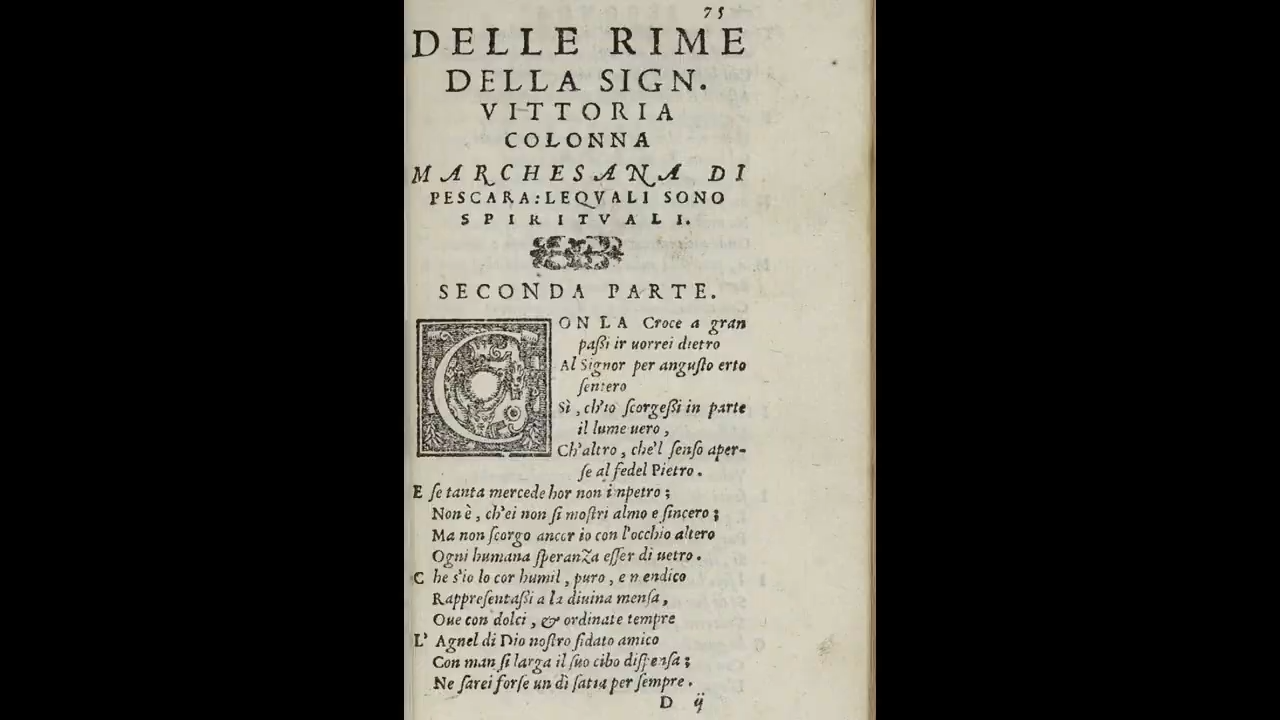 75
DELLE RIME
DELLA SIGN.
VITTORIA
COLONNA
MARCHESANA DI
PESCARA: LEQVALI SONO
SPIRITVALI.
SECONDA PARTE.
CON LA Croce a gran
paßi ir uorrei dietro
Al Signor per anguſto erto
ſentero
Sì, ch'io ſcorgeßi in parte
il lume uero,
Ch'altro, che'l ſenſo aper-
ſe al fedel Pietro.
E ſe tanta mercede hor non inpetro;
Non è, ch'ei non ſi moſtri almo e ſincero;
Ma non ſcorgo ancor io con l'occhio altero
Ogni humana ſperanza eſſer di uetro.
Che s'io lo cor humil, puro, e mendico
Rappreſentaßi a la diuina menſa,
Oue con dolci, & ordinate tempre
L'Agnel di Dio noſtro fidato amico
Con man ſi larga il ſuo cibo diſpenſa;
Ne ſarei forſe un dì ſatia per ſempre.
D ij